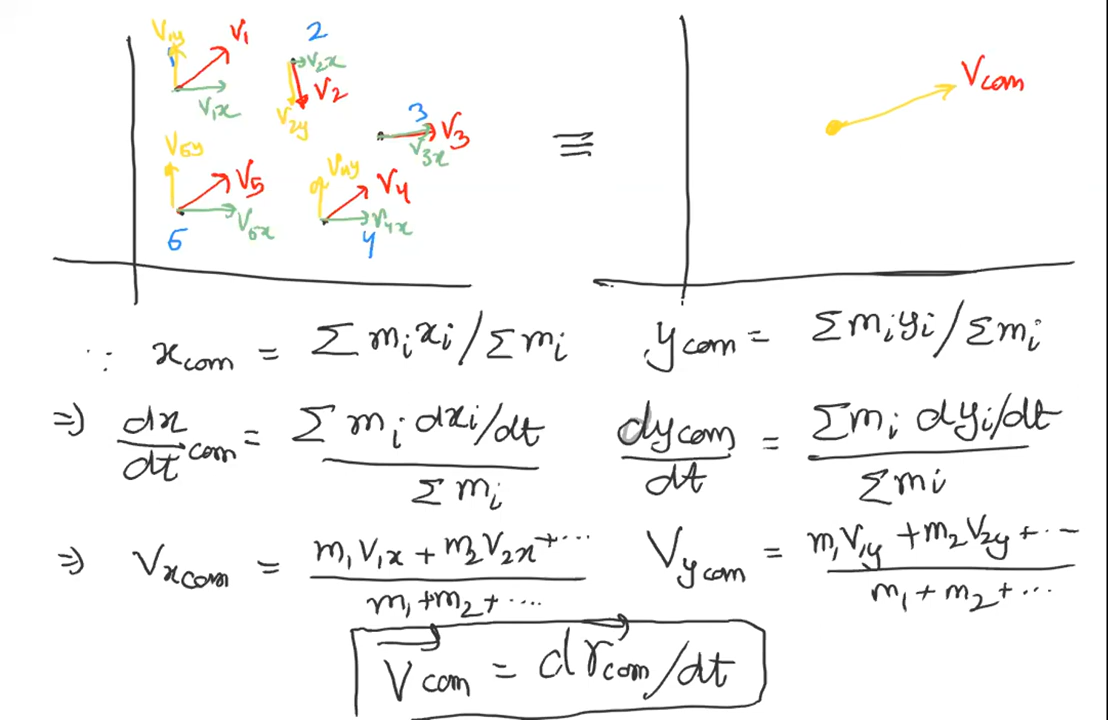 V1y V1 2 Vcom
1 V2x
V1x V2
V2y 3 V3
V3x ≡
V5y V4y
V5 V4
V5x V4x
5 4
∵ xcom = Σ mi xi / Σ mi ycom = Σ mi yi / Σ mi
⇒ dx/dt com = Σ mi dxi/dt / Σ mi dycom/dt = Σ mi dyi/dt / Σ mi
⇒ Vxcom = m1 V1x + m2 V2x + ... / m1 + m2 + .... Vycom = m1 V1y + m2 V2y + ... / m1 + m2 + ...
V⃗com = d r⃗com / dt